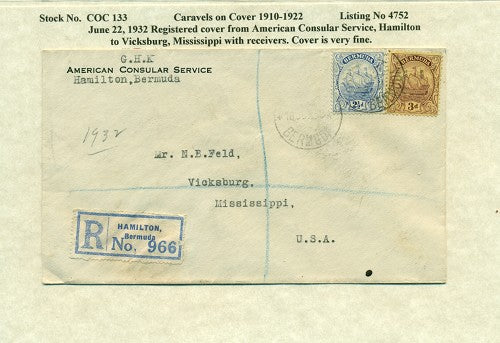 Stock No. COC 133 Caravels on Cover 1910-1922 Listing No 4752
June 22, 1932 Registered cover from American Consular Service, Hamilton
to Vicksburg, Mississippi with receivers. Cover is very fine.
G.H.K
AMERICAN CONSULAR SERVICE
Hamilton,Bermuda
BERMUDA
2½d
BERMUDA
3d
BERMUDA
1932
Mr. N.B.Feld,
Vicksburg,
Mississippi,
U.S.A.
R
HAMILTON,
Bermuda
No. 966